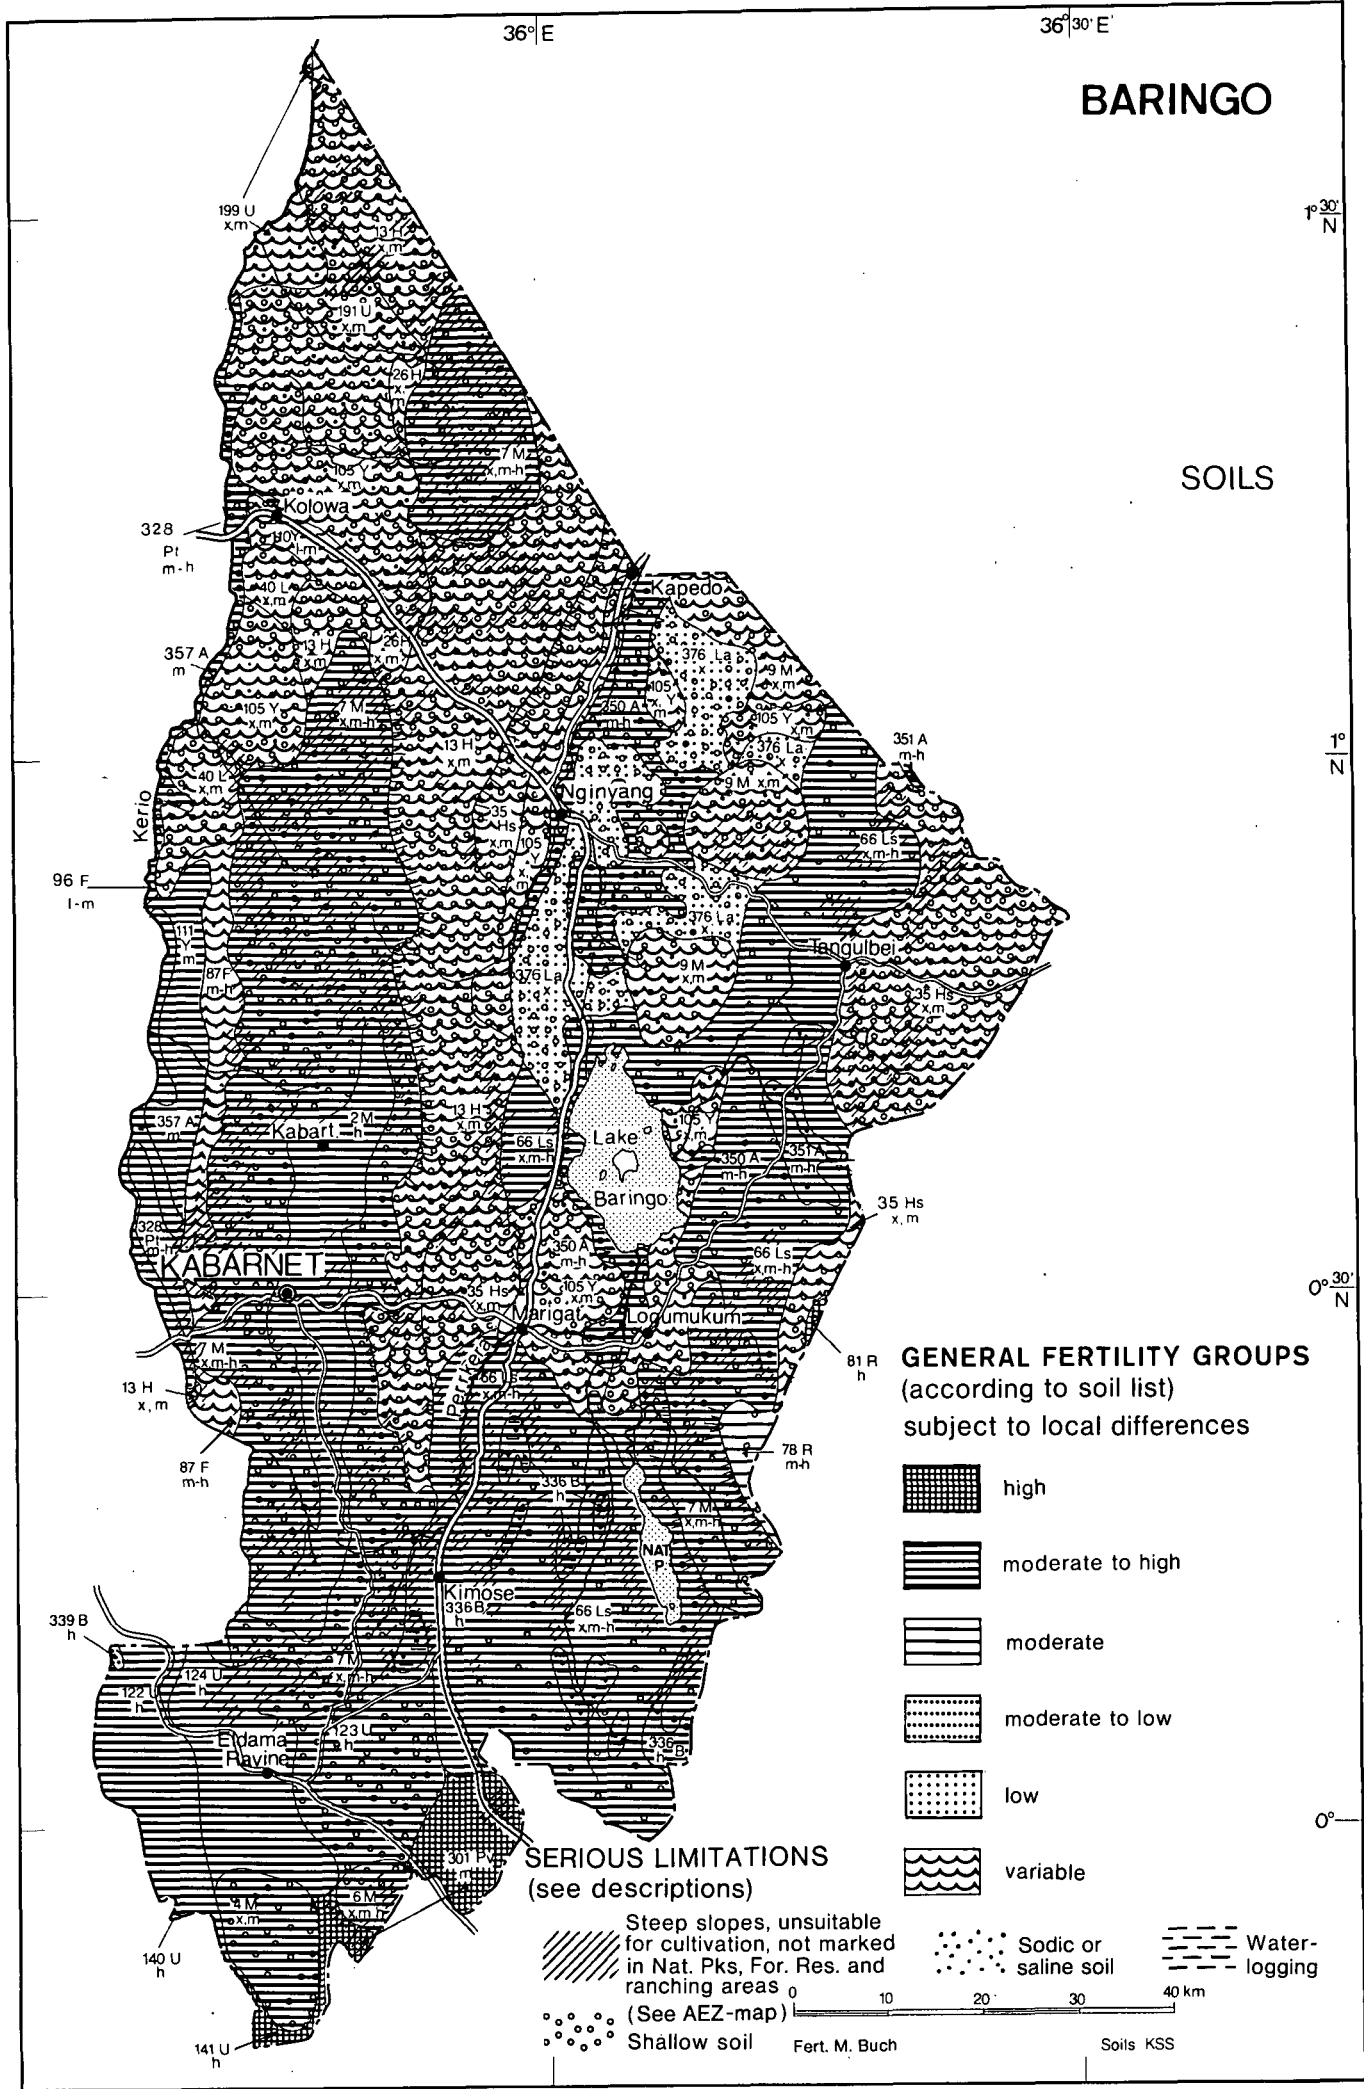 36° E
36° 30' E
BARINGO
199 U
x,m
13 H
x,m
1° 30'
N
191 U
x,m
26 H
x,
m
7 M
x,m-h
SOILS
105 Y
x,m
Kolowa
328
Pt
m-h
l-m
40 L
x,m
Kapedo
13 H
x,m
26 H
x,m
357 A
m
376 La
x
9 M
x,m
105
Y
x,
m
105 Y
x,m
7 M
x,m-h
350 A
m-h
105 Y
x,m
351 A
m-h
13 H
x,m
376 La
x
1°
N
40 L
x,m
9 M x,m
Nginyang
Kerio
35
Hs
x,m
105
Y
x,
m
66 Ls
x,m-h
96 F
l-m
376 La
x
111
Y
m
Tangulbei
87 F
m-h
376 La
9 M
x,m
35 Hs
x,m
357 A
m
Kabart.
2 M
h
13 H
x,m
66 Ls
x,m-h
Lake
Baringo
105
x,m
350 A
m-h
351 A
m-h
35 Hs
x,m
328
Pt
m-h
350 A
m-h
66 Ls
x,m-h
KABARNET
35 Hs
x,m
105 Y
x,m
0° 30'
N
Marigat
Logumukum
Perkerra
7 M
x,m-h
13 H
x,m
66 Ls
x,m-h
81 R
h
87 F
m-h
78 R
m-h
336 B
h
7 M
x,m-h
NAT.
P.
Kimose
336 B
h
66 Ls
x,m-h
339 B
h
124 U
h
7 M
x,m-h
122 U
h
123 U
h
Eldama
Ravine
336
h B
0°
301 Pv
m
4 M
x,m
6 M
x,m-h
140 U
h
141 U
h
GENERAL FERTILITY GROUPS
(according to soil list)
subject to local differences
high
moderate to high
moderate
moderate to low
low
variable
SERIOUS LIMITATIONS
(see descriptions)
Steep slopes, unsuitable
for cultivation, not marked
in Nat. Pks, For. Res. and
ranching areas
(See AEZ-map)
Shallow soil
Sodic or
saline soil
Water-
logging
0 10 20 30 40 km
Fert. M. Buch
Soils KSS